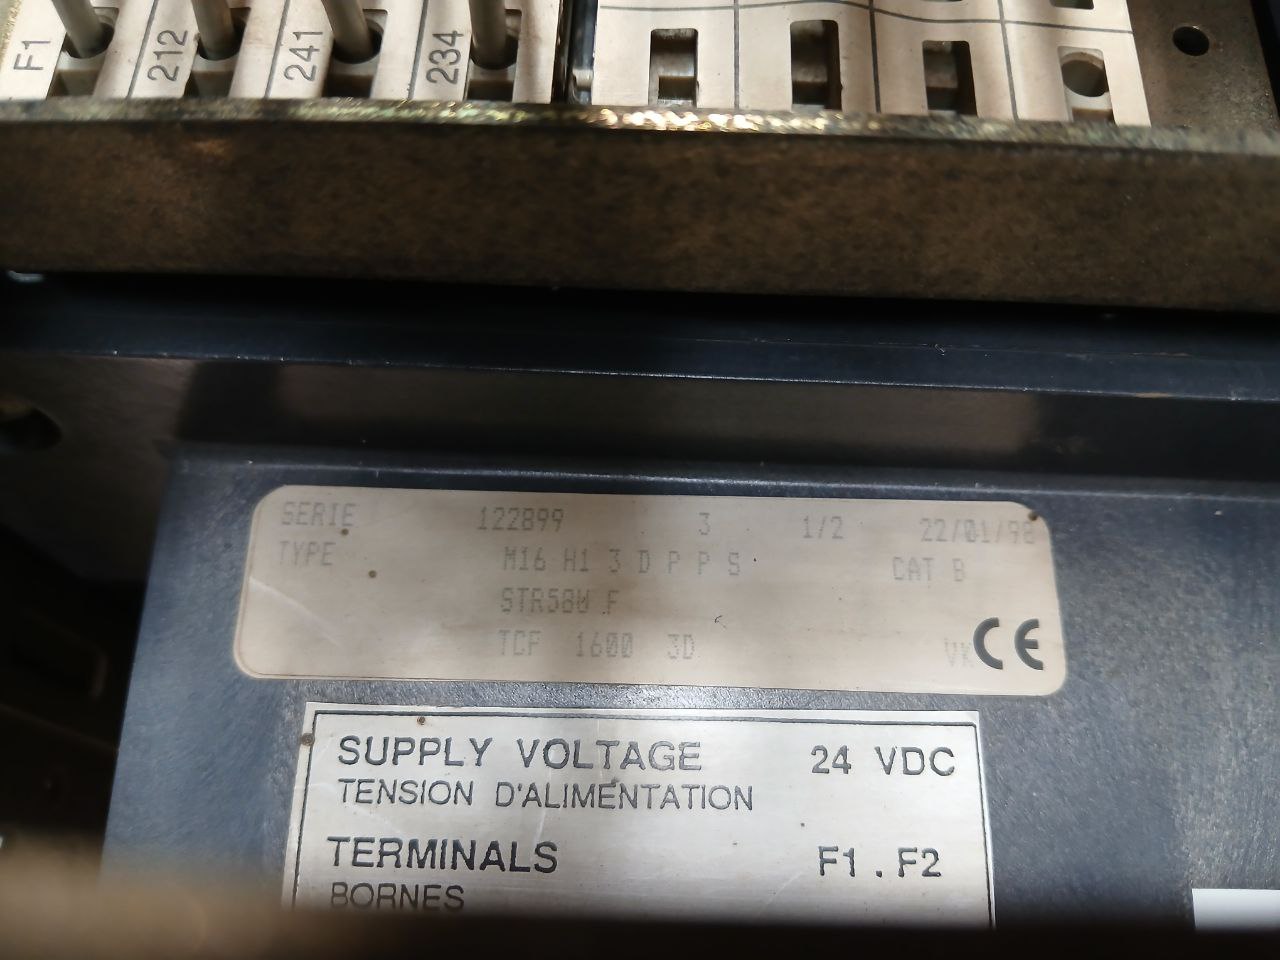 F1 212 241 234
SERIE 122899 3 1/2 22/01/98
TYPE M16 H1 3 D P P S CAT B
STR58U F
TCF 1600 3D VK CE
SUPPLY VOLTAGE 24 VDC
TENSION D'ALIMENTATION
TERMINALS F1 . F2
BORNES